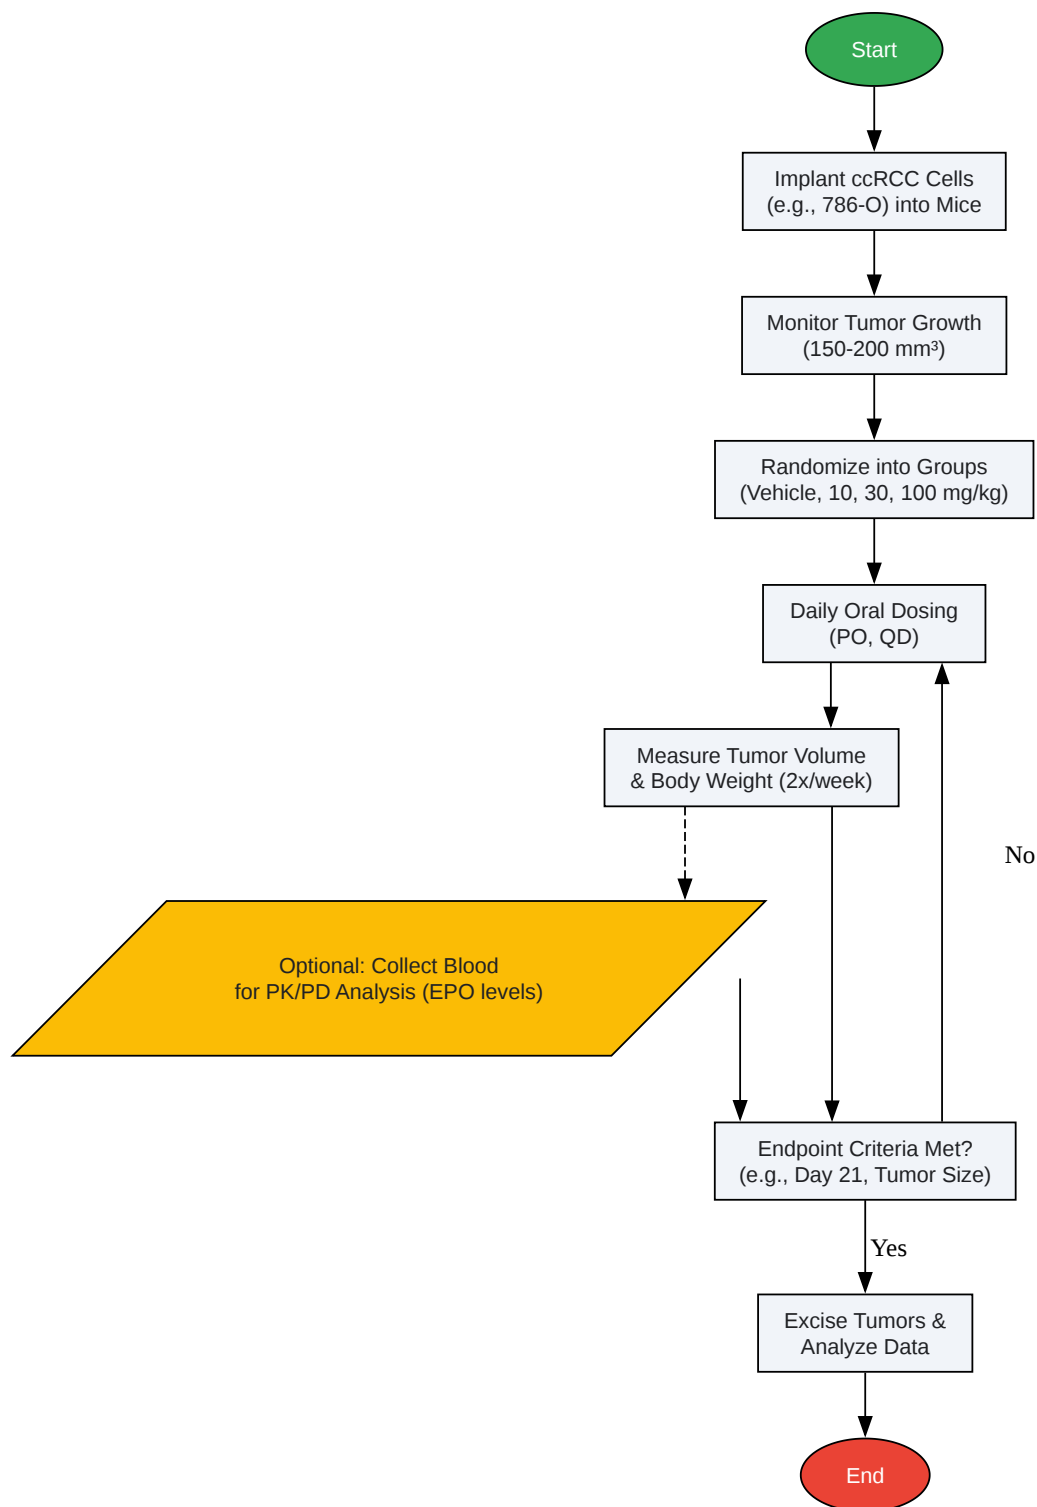 Start
Implant ccRCC Cells
(e.g., 786-O) into Mice
Monitor Tumor Growth
(150-200 mm³)
Randomize into Groups
(Vehicle, 10, 30, 100 mg/kg)
Daily Oral Dosing
(PO, QD)
Measure Tumor Volume
& Body Weight (2x/week)
No
Optional: Collect Blood
for PK/PD Analysis (EPO levels)
Endpoint Criteria Met?
(e.g., Day 21, Tumor Size)
Yes
Excise Tumors &
Analyze Data
End